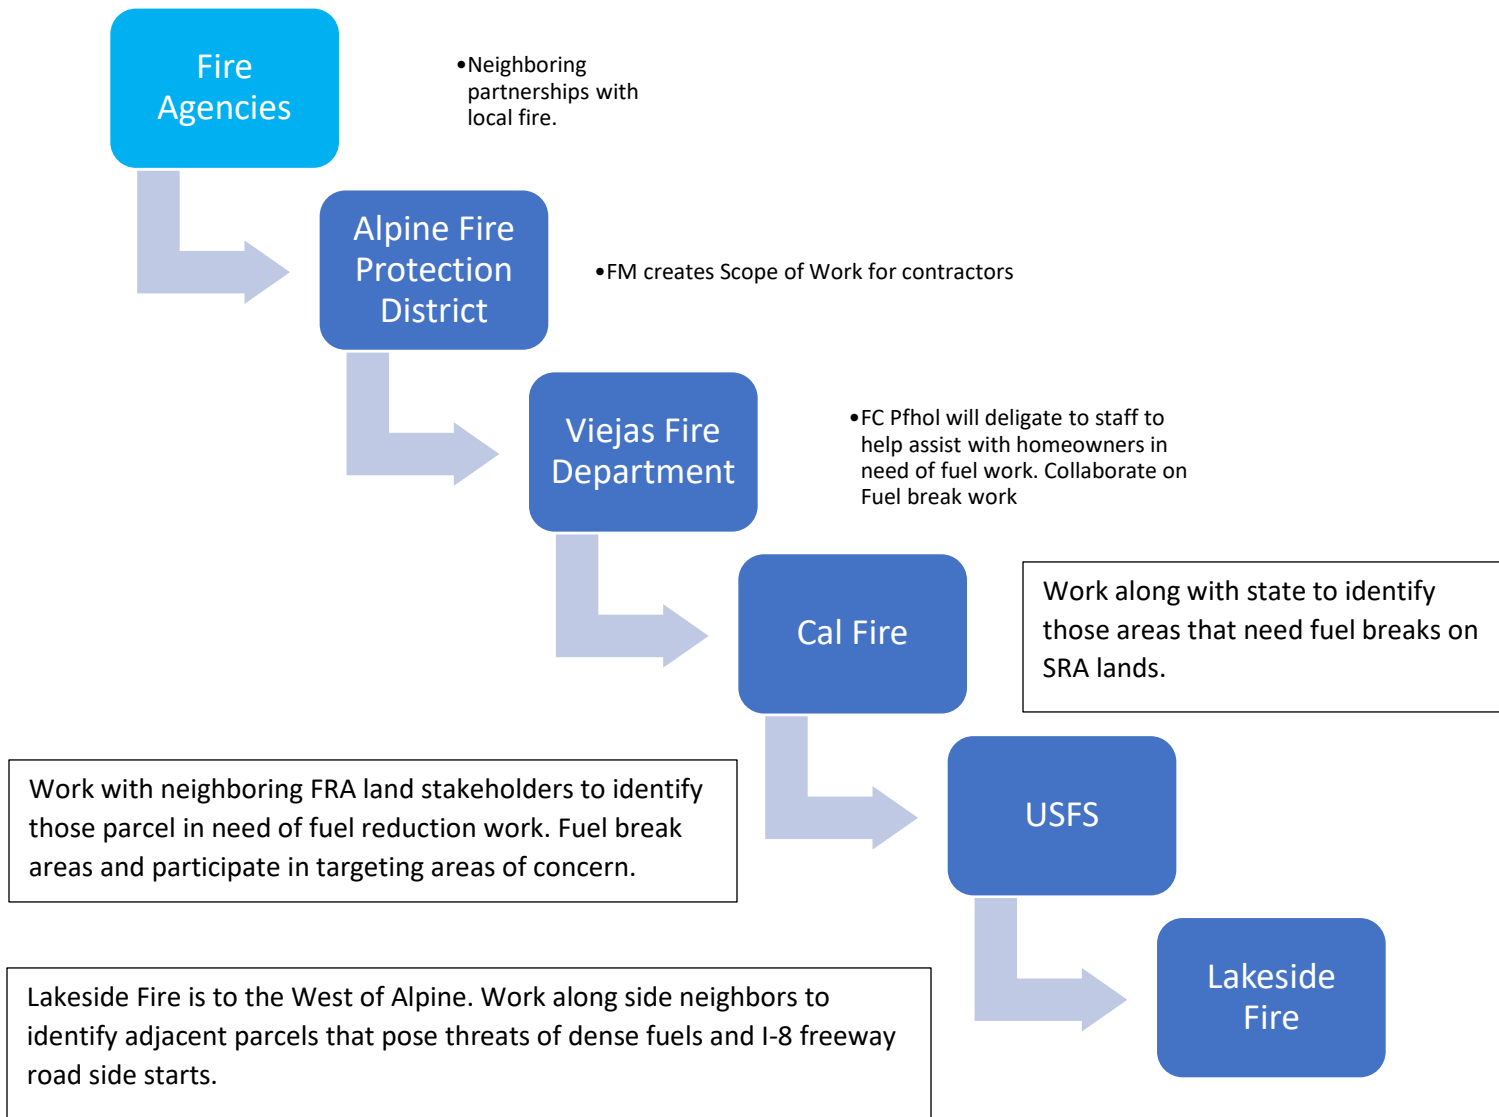 Fire
Agencies
•Neighboring
partnerships with
local fire.
Alpine Fire
Protection
District
•FM creates Scope of Work for contractors
Viejas Fire
Department
•FC Pfhol will deligate to staff to
help assist with homeowners in
need of fuel work. Collaborate on
Fuel break work
Cal Fire
Work along with state to identify
those areas that need fuel breaks on
SRA lands.
USFS
Work with neighboring FRA land stakeholders to identify
those parcel in need of fuel reduction work. Fuel break
areas and participate in targeting areas of concern.
Lakeside
Fire
Lakeside Fire is to the West of Alpine. Work along side neighbors to
identify adjacent parcels that pose threats of dense fuels and I-8 freeway
road side starts.